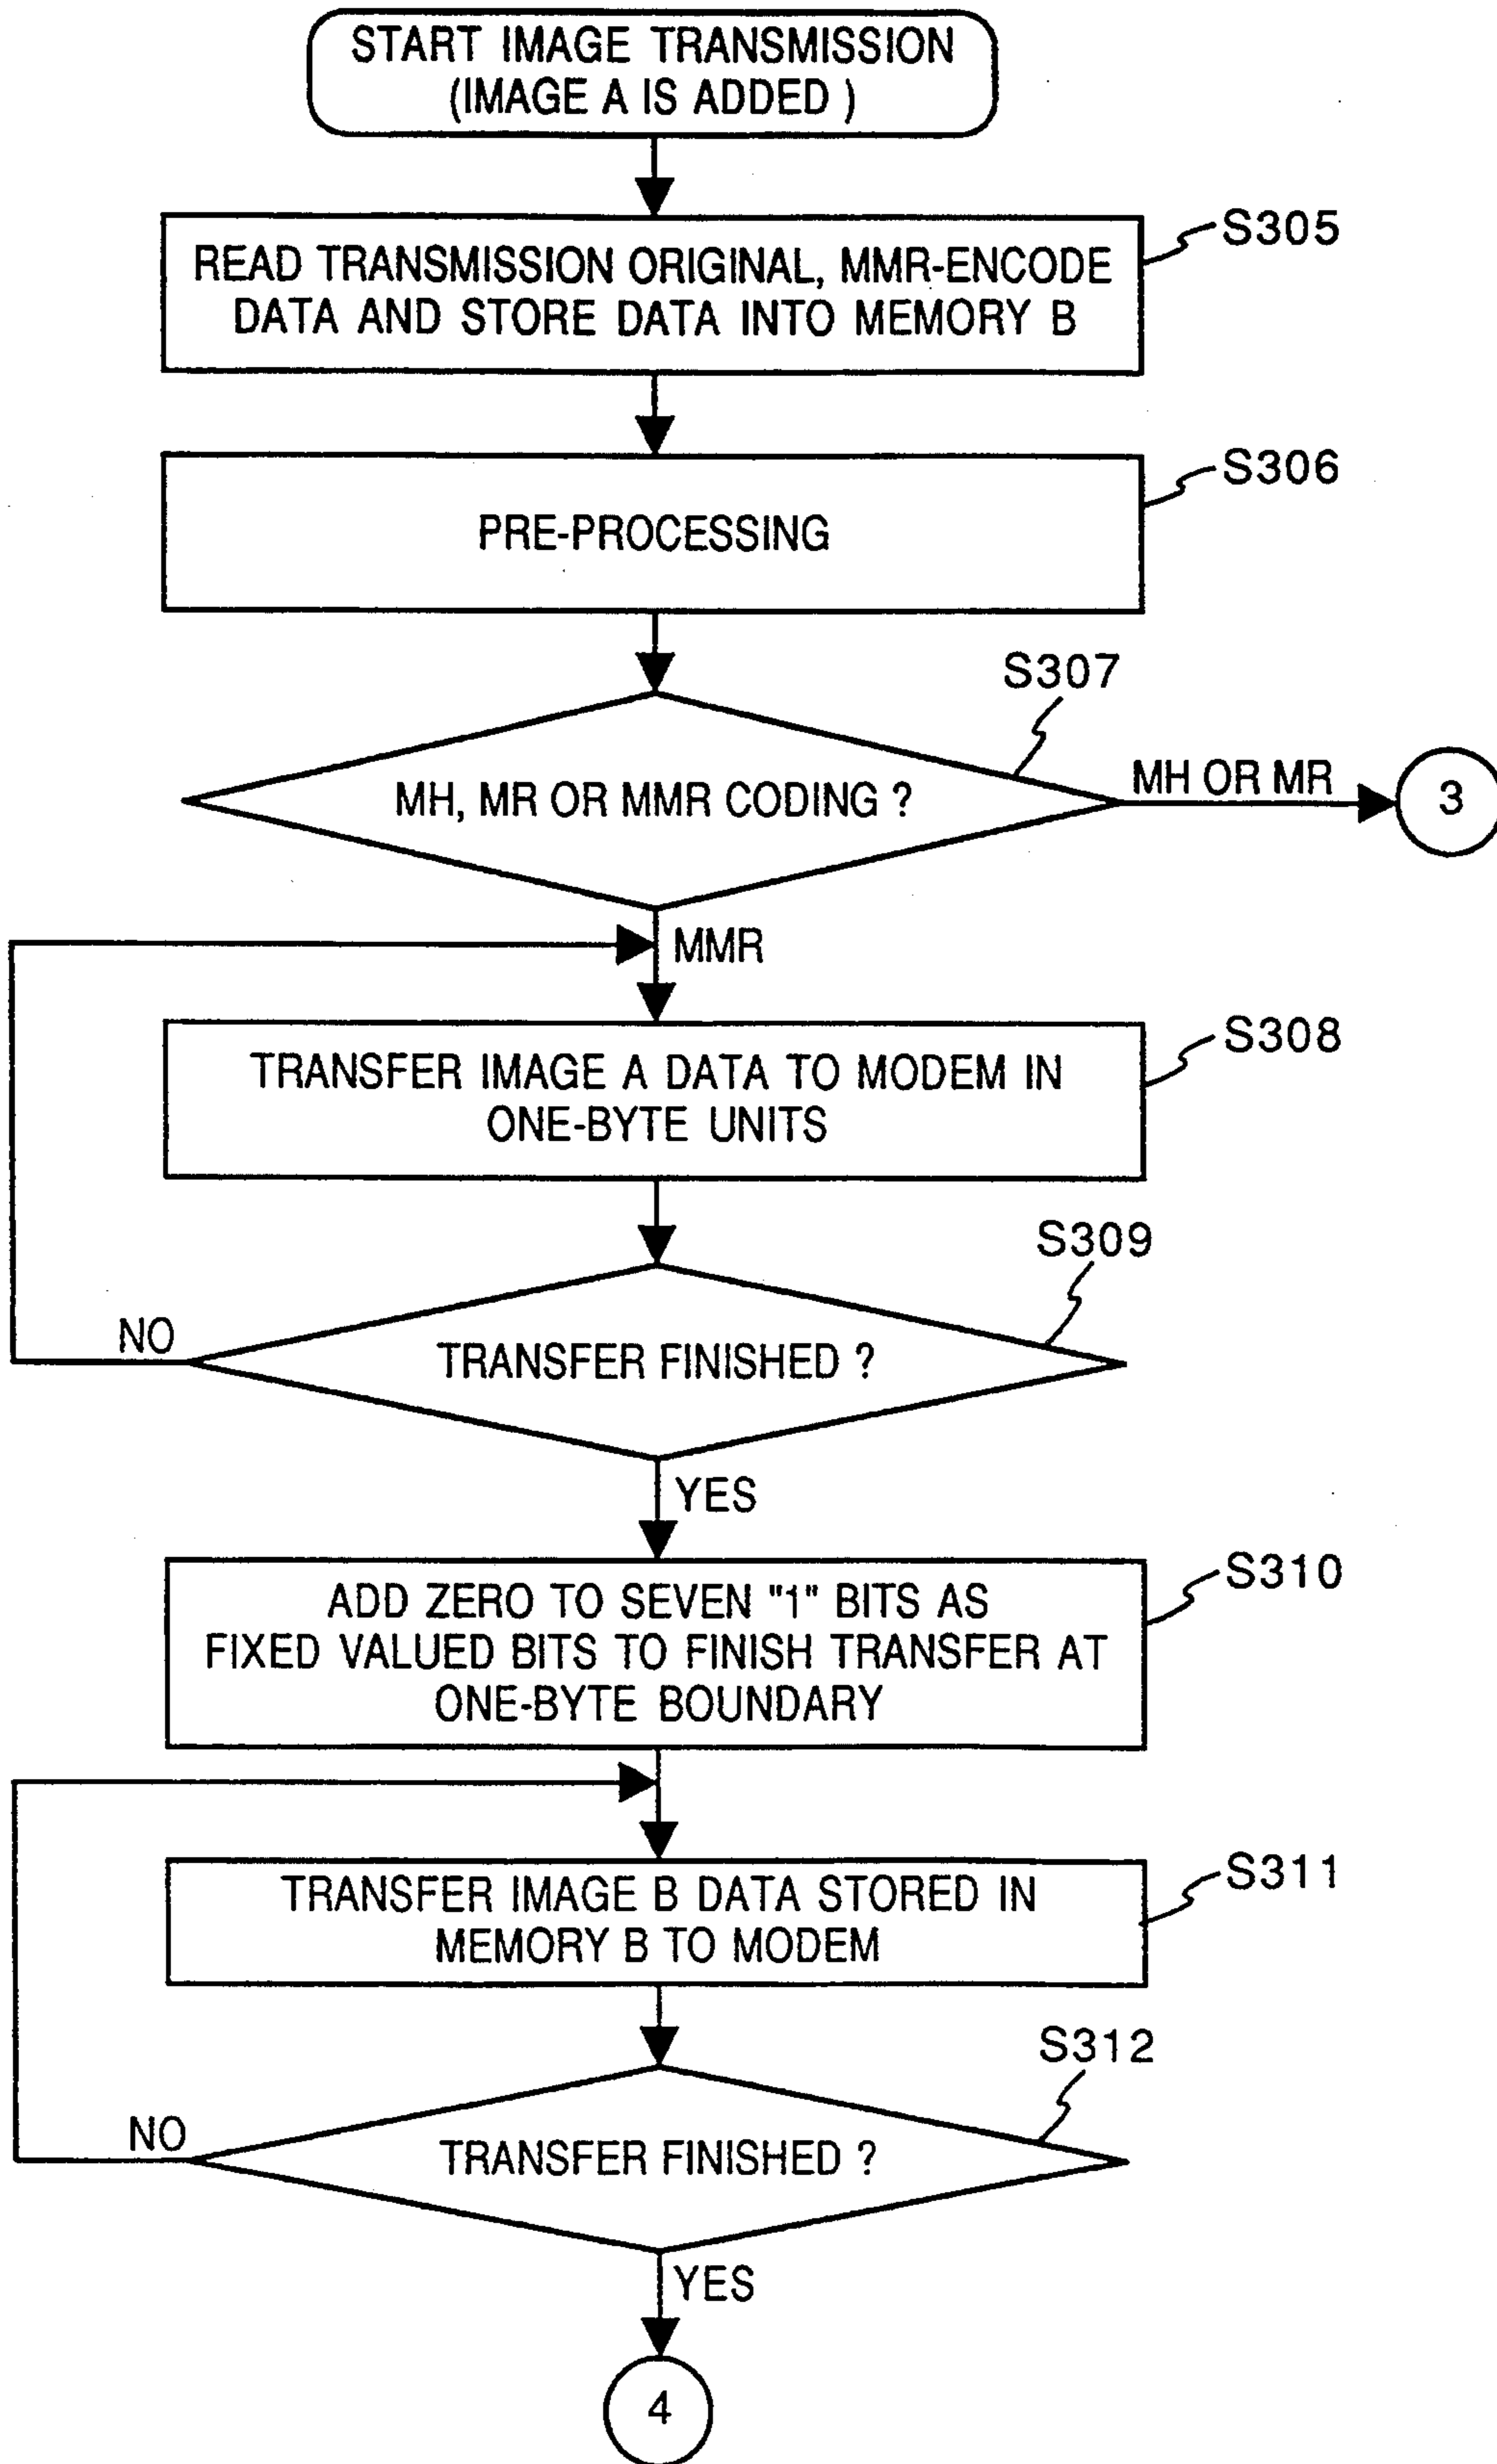 START IMAGE TRANSMISSION
(IMAGE A IS ADDED )
S305
READ TRANSMISSION ORIGINAL, MMR-ENCODE
DATA AND STORE DATA INTO MEMORY B
S306
PRE-PROCESSING
S307
MH, MR OR MMR CODING ?
MH OR MR
3
MMR
S308
TRANSFER IMAGE A DATA TO MODEM IN
ONE-BYTE UNITS
S309
NO
TRANSFER FINISHED ?
YES
S310
ADD ZERO TO SEVEN "1" BITS AS
FIXED VALUED BITS TO FINISH TRANSFER AT
ONE-BYTE BOUNDARY
S311
TRANSFER IMAGE B DATA STORED IN
MEMORY B TO MODEM
S312
NO
TRANSFER FINISHED ?
YES
4